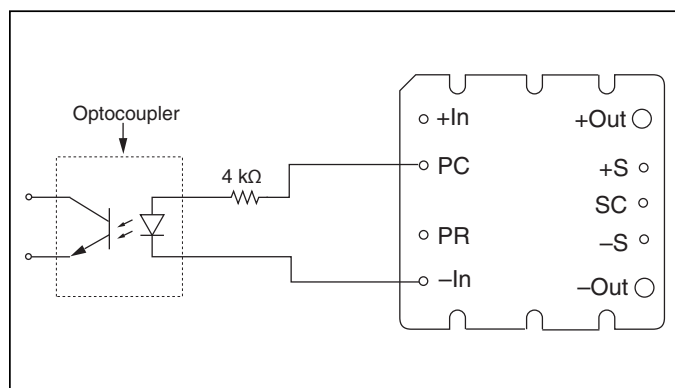 Optocoupler
4 kΩ
+In
PC
PR
–In
+Out
+S
SC
–S
–Out